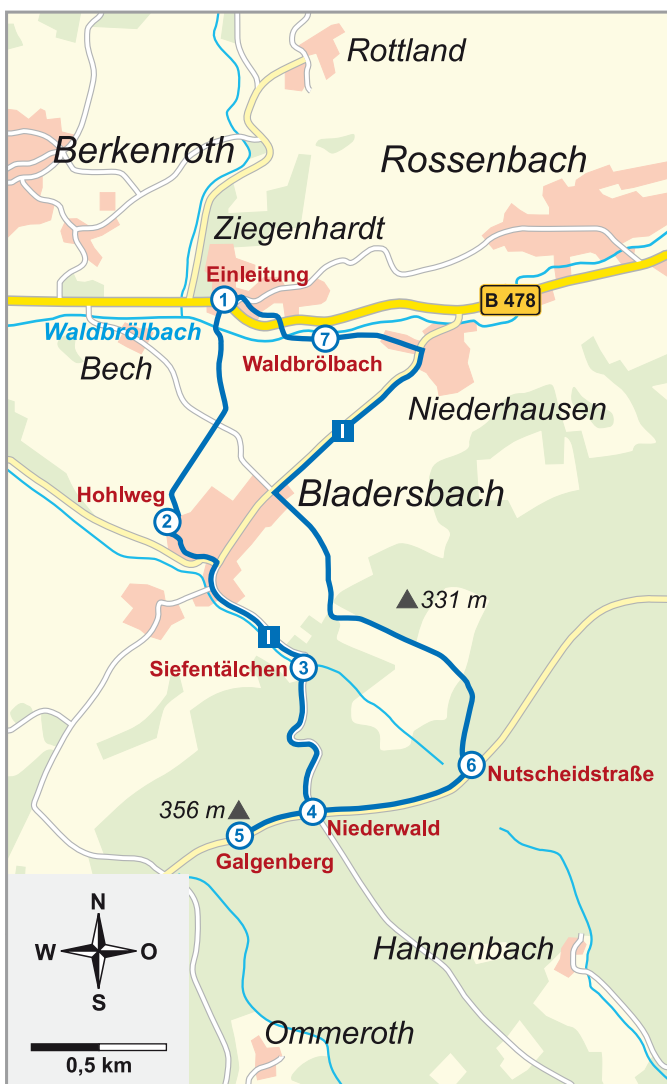 Rottland
Berkenroth
Rossenbach
Ziegenhardt
Einleitung
1
B 478
Waldbrölbach
7
Waldbrölbach
Bech
Niederhausen
I
Hohlweg
2
Bladersbach
331 m
I
Siefentälchen
3
6
Nutscheidstraße
356 m
4
Niederwald
5
Galgenberg
N
W
O
S
0,5 km
Hahnenbach
Ommeroth